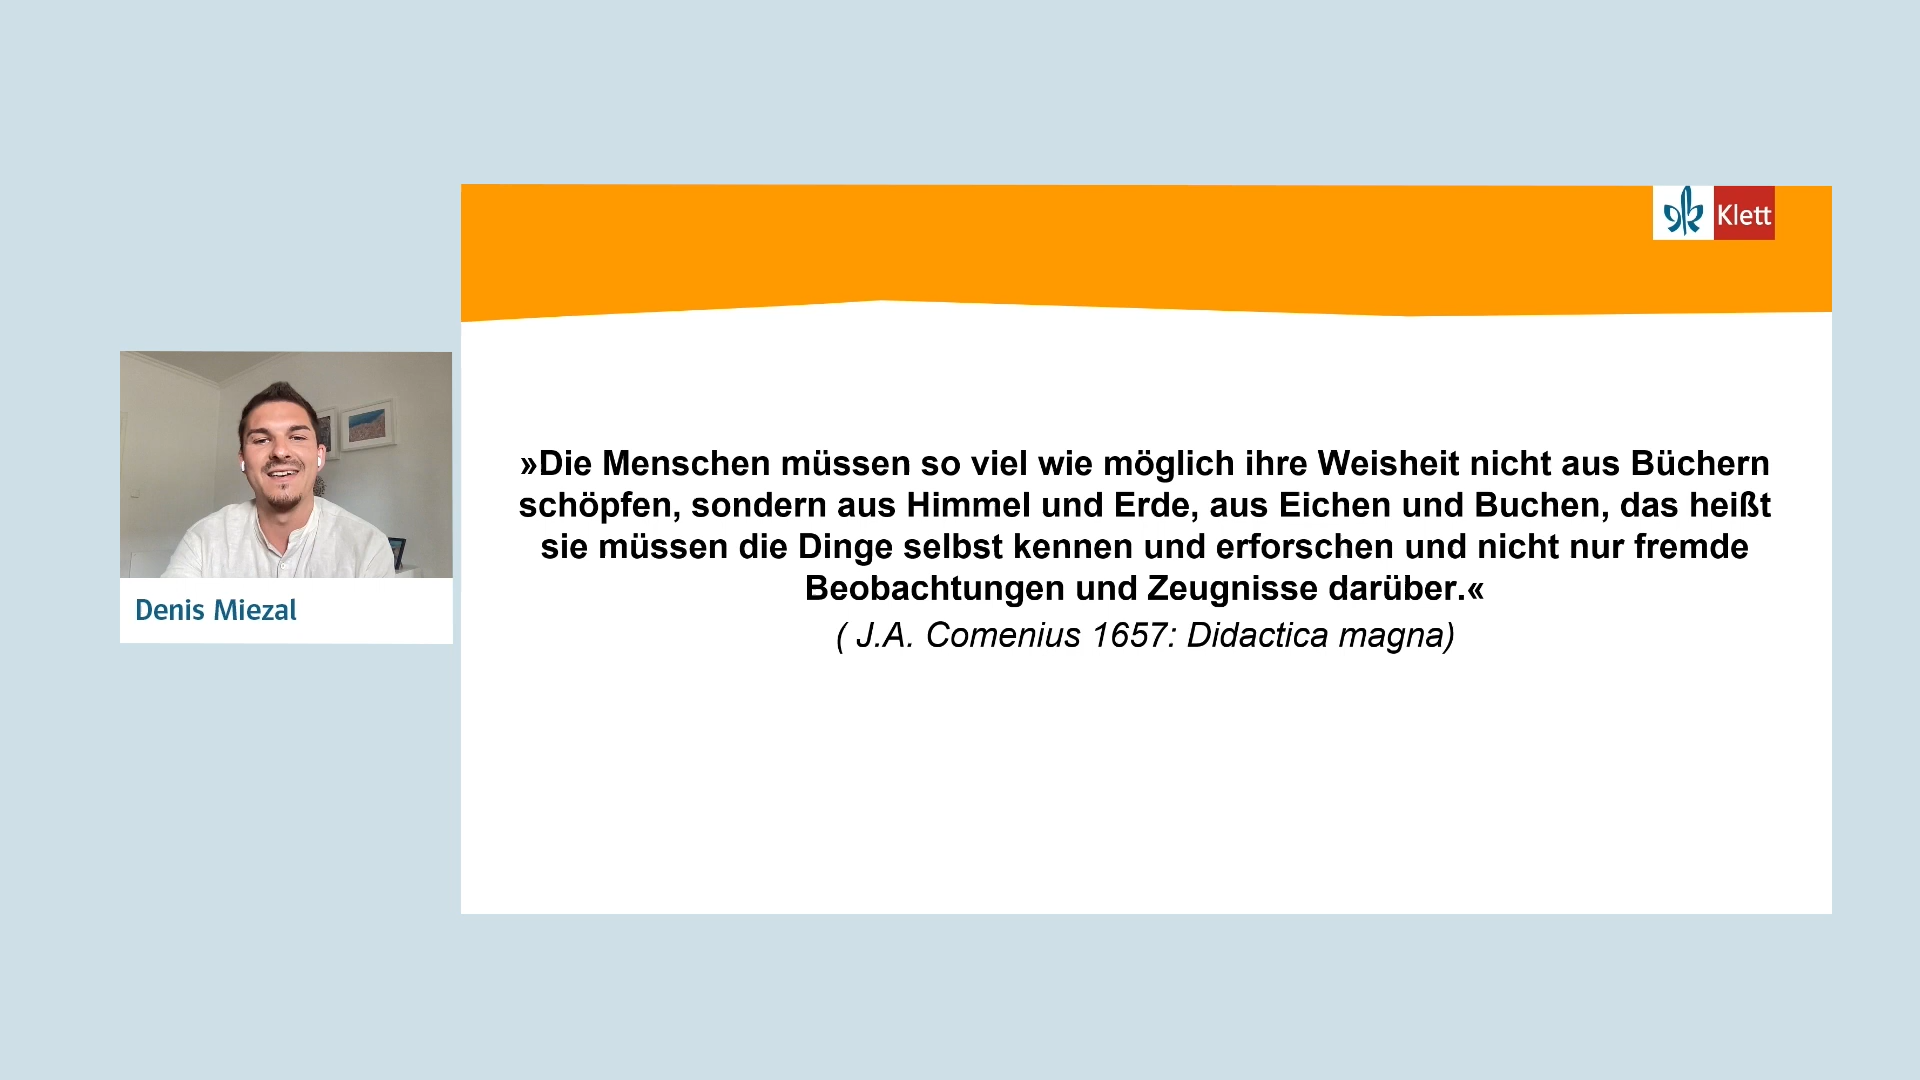 Klett
»Die Menschen müssen so viel wie möglich ihre Weisheit nicht aus Büchern
schöpfen, sondern aus Himmel und Erde, aus Eichen und Buchen, das heißt
sie müssen die Dinge selbst kennen und erforschen und nicht nur fremde
Beobachtungen und Zeugnisse darüber.«
( J.A. Comenius 1657: Didactica magna)
Denis Miezal